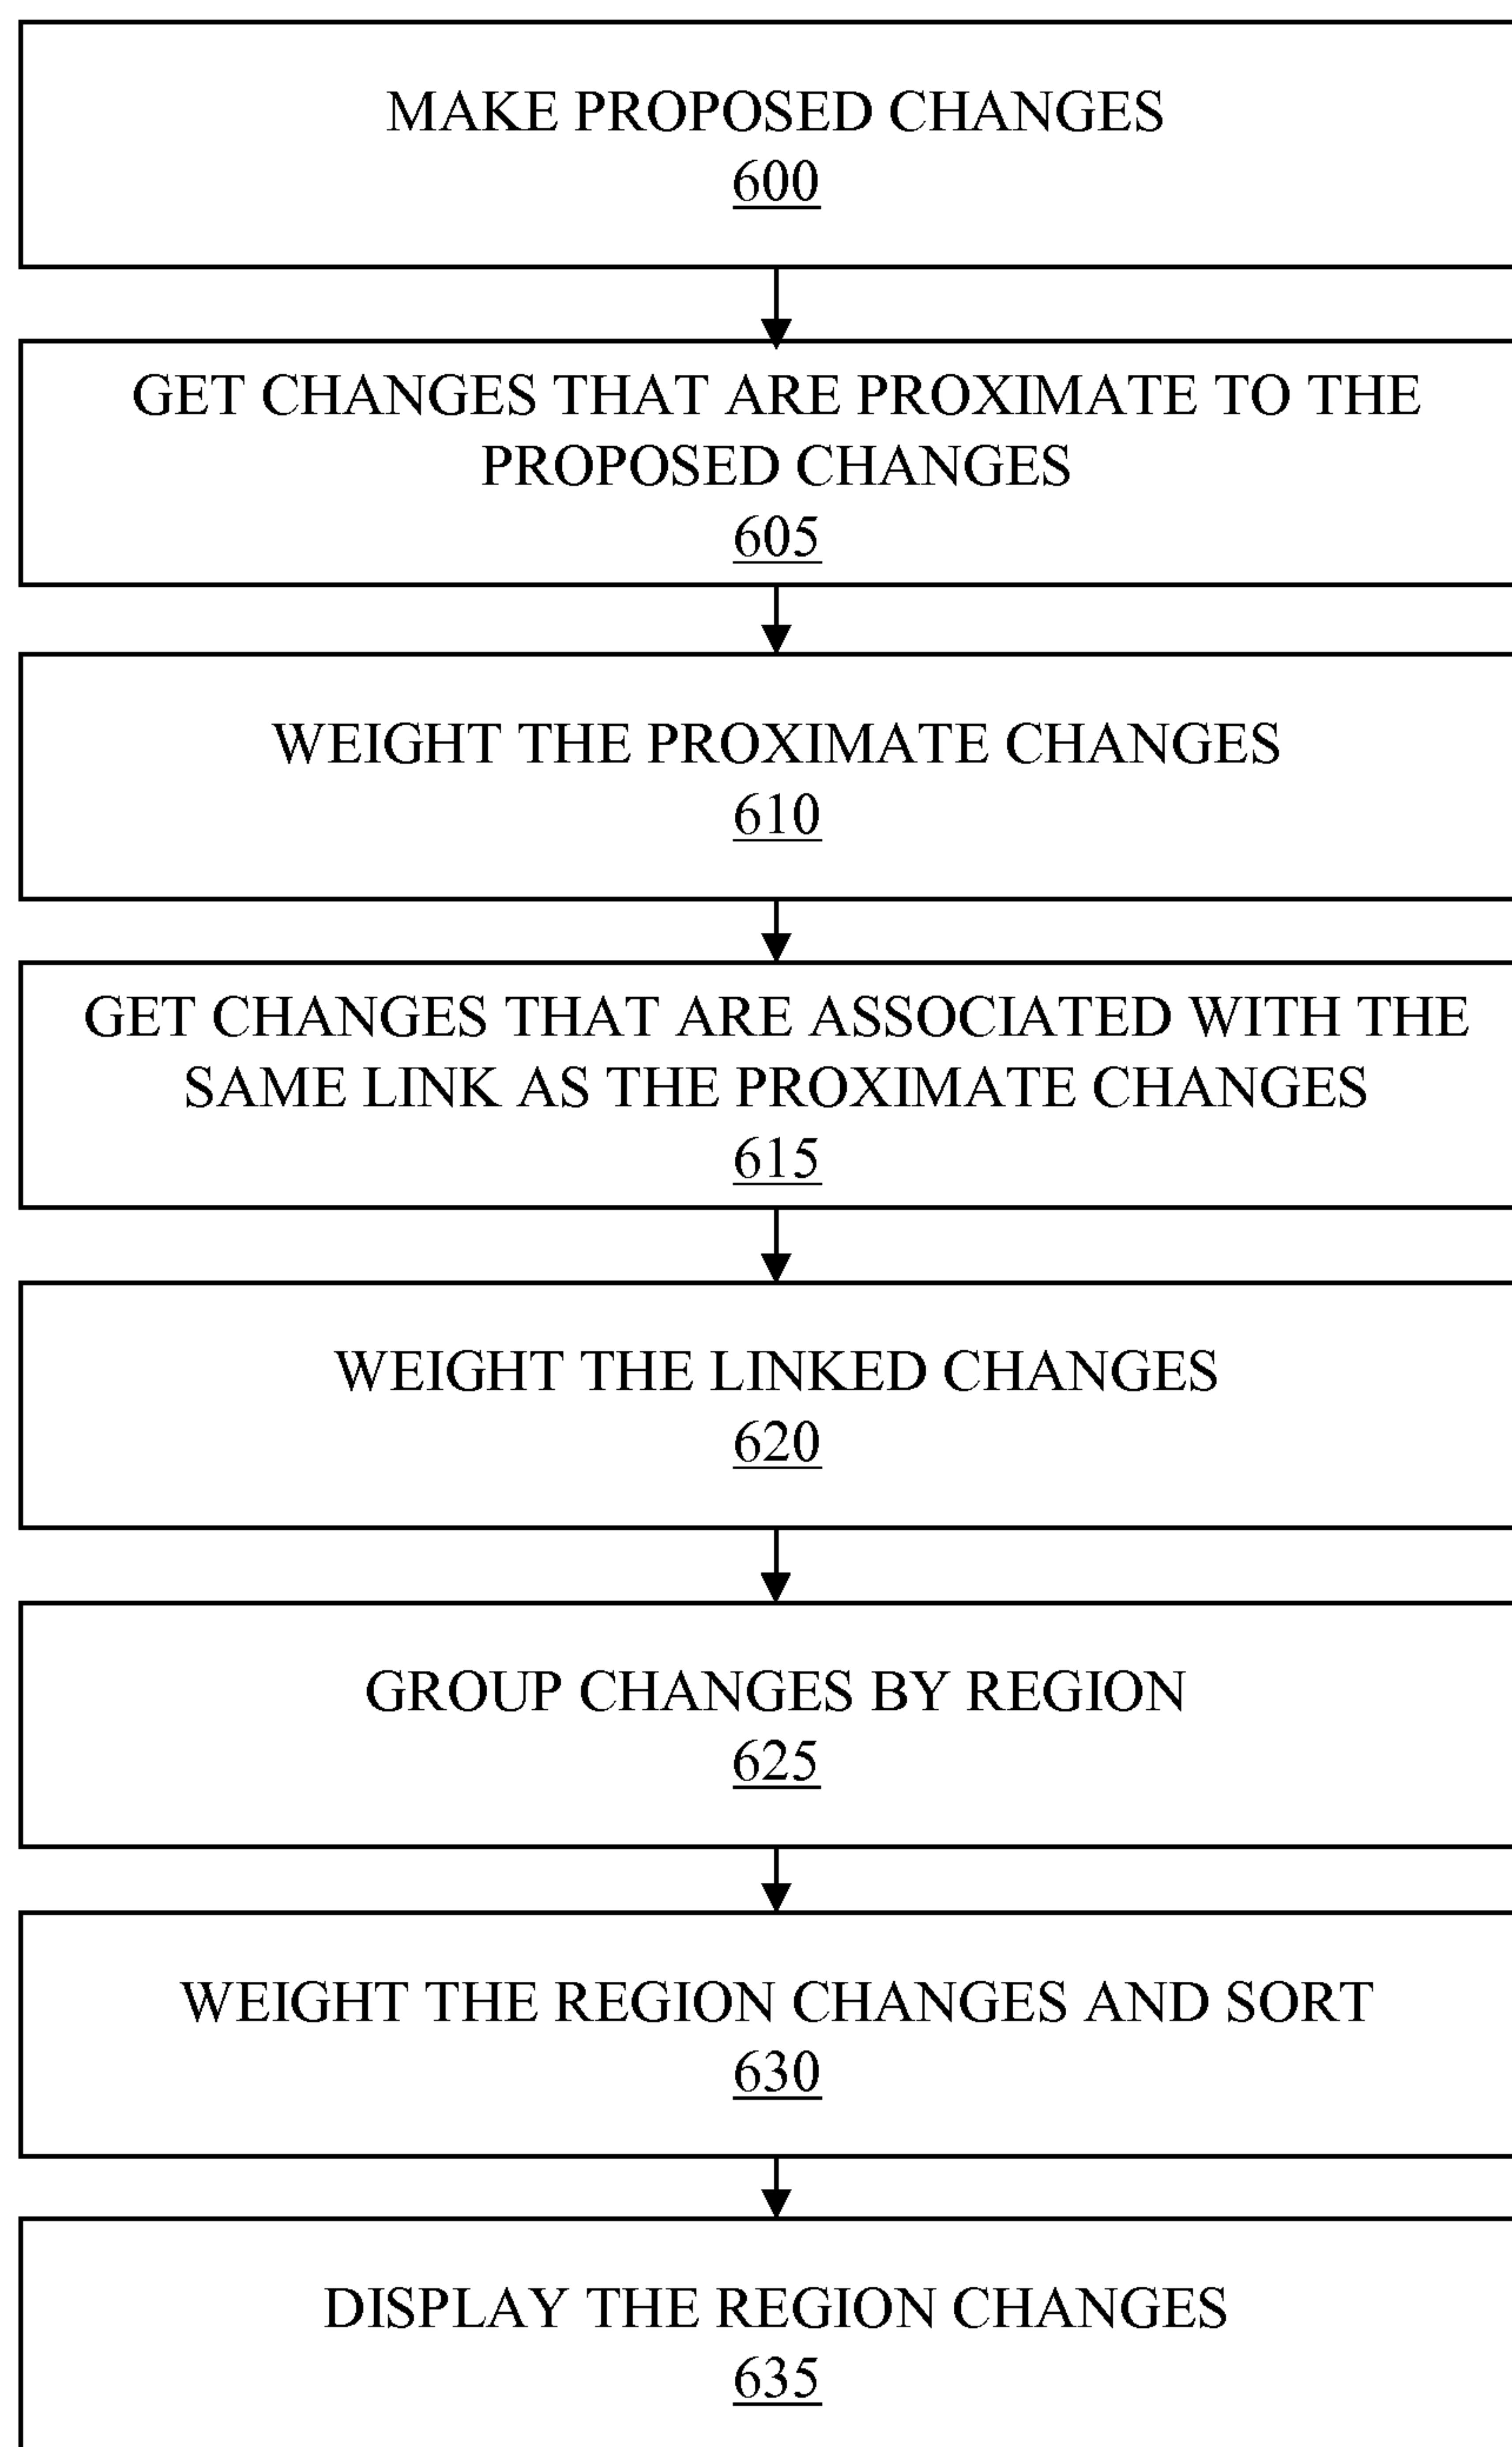 MAKE PROPOSED CHANGES
600
GET CHANGES THAT ARE PROXIMATE TO THE
PROPOSED CHANGES
605
WEIGHT THE PROXIMATE CHANGES
610
GET CHANGES THAT ARE ASSOCIATED WITH THE
SAME LINK AS THE PROXIMATE CHANGES
615
WEIGHT THE LINKED CHANGES
620
GROUP CHANGES BY REGION
625
WEIGHT THE REGION CHANGES AND SORT
630
DISPLAY THE REGION CHANGES
635